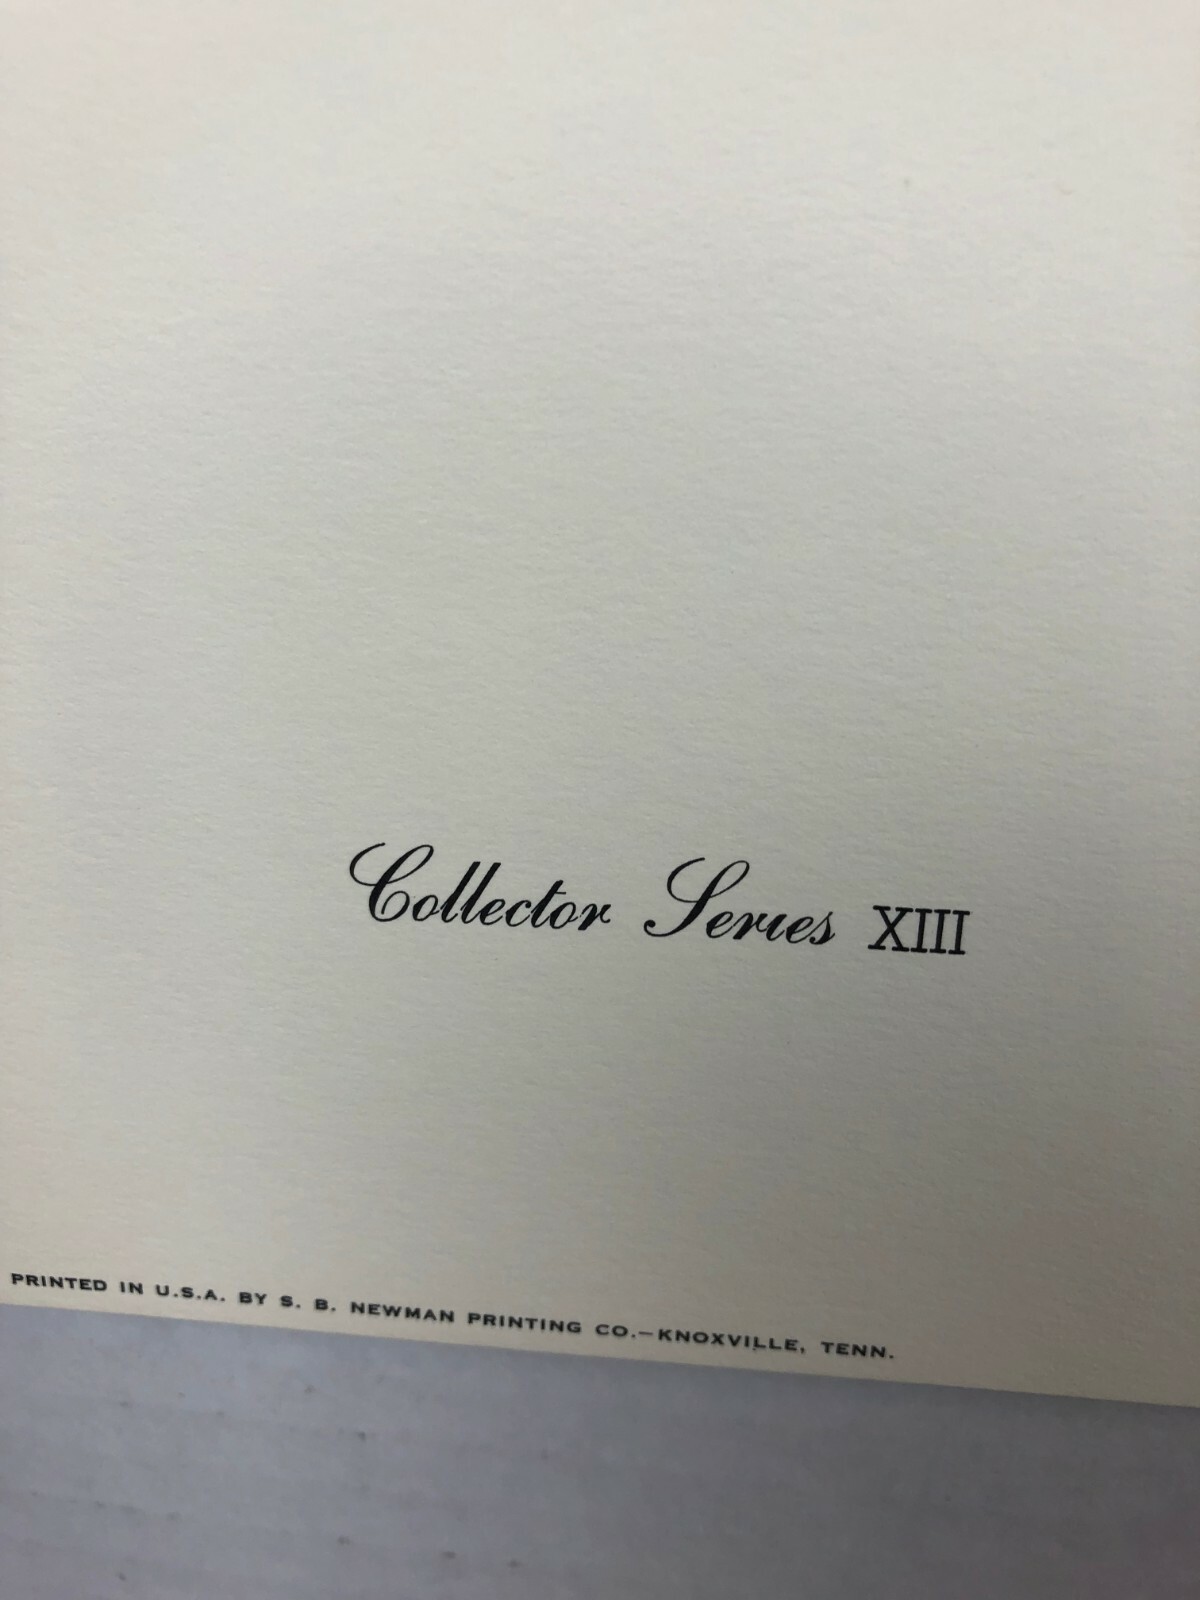 Collector Series XIII
PRINTED IN U.S.A. BY S. B. NEWMAN PRINTING CO.—KNOXVILLE, TENN.